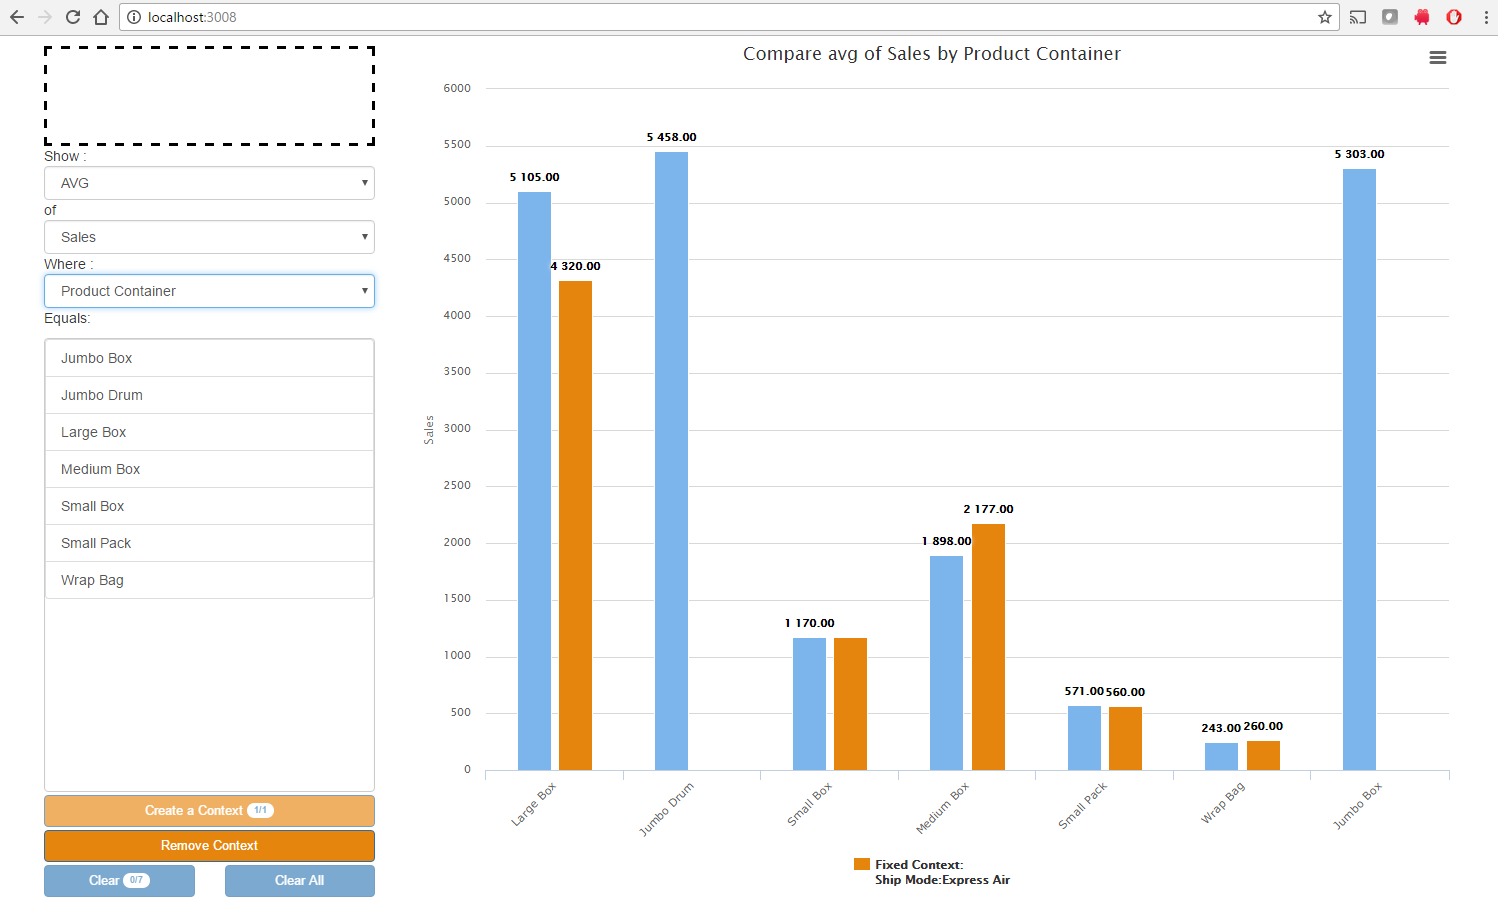 localhost:3008
Show :
AVG
of
Sales
Where :
Product Container
Equals:
Jumbo Box
Jumbo Drum
Large Box
Medium Box
Small Box
Small Pack
Wrap Bag
Create a Context 1/1
Remove Context
Clear 0/7
Clear All
Compare avg of Sales by Product Container
Sales
6000
5500
5000
4500
4000
3500
3000
2500
2000
1500
1000
500
0
5 105.00
4 320.00
5 458.00
1 170.00
1 898.00
2 177.00
571.00
560.00
243.00
260.00
5 303.00
Large Box
Jumbo Drum
Small Box
Medium Box
Small Pack
Wrap Bag
Jumbo Box
Fixed Context:
Ship Mode:Express Air